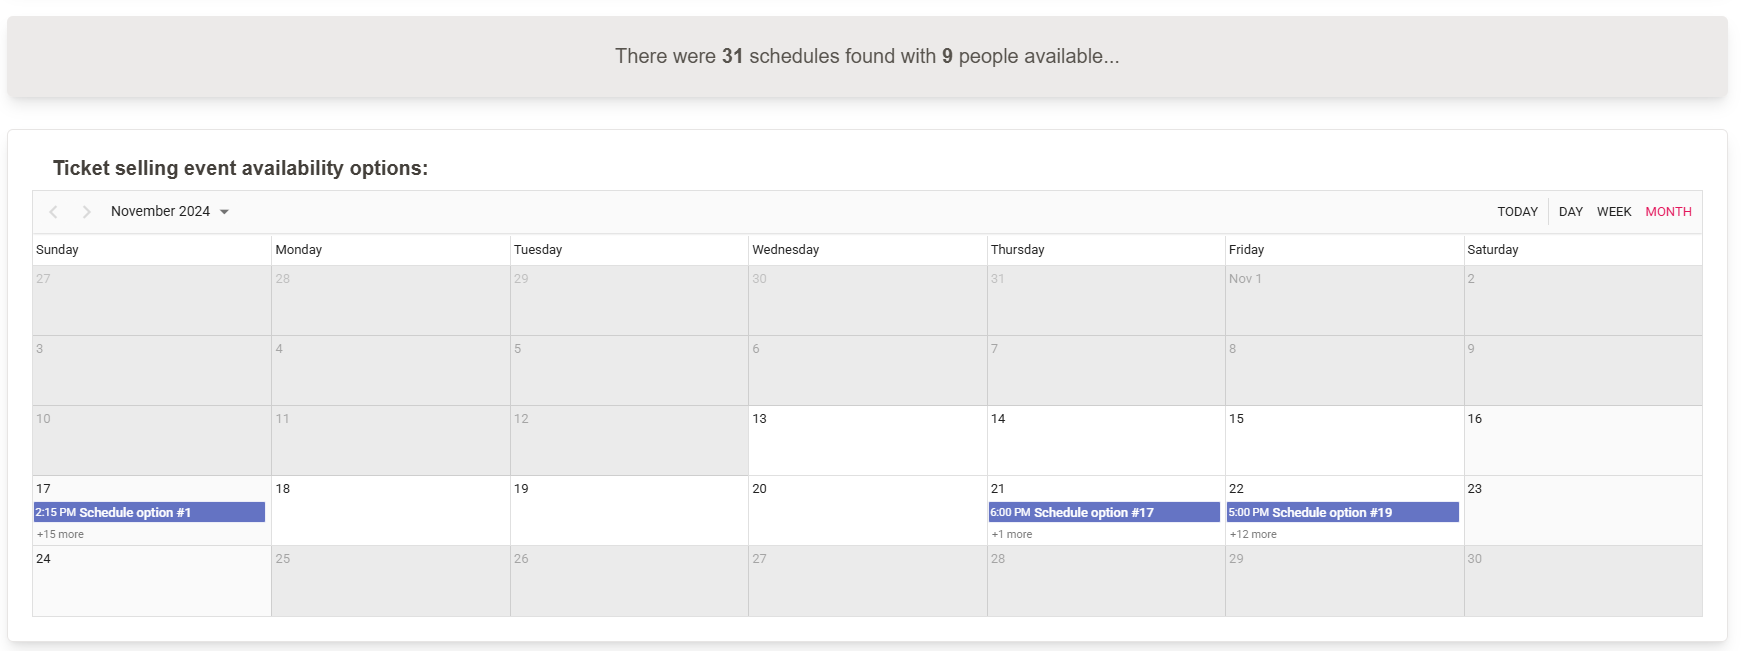 There were 31 schedules found with 9 people available...
Ticket selling event availability options:
November 2024
TODAY DAY WEEK MONTH
Sunday Monday Tuesday Wednesday Thursday Friday Saturday
27 28 29 30 31 Nov 1 2
3 4 5 6 7 8 9
10 11 12 13 14 15 16
17 18 19 20 21 22 23
2:15 PM Schedule option #1 6:00 PM Schedule option #17 5:00 PM Schedule option #19
+15 more +1 more +12 more
24 25 26 27 28 29 30